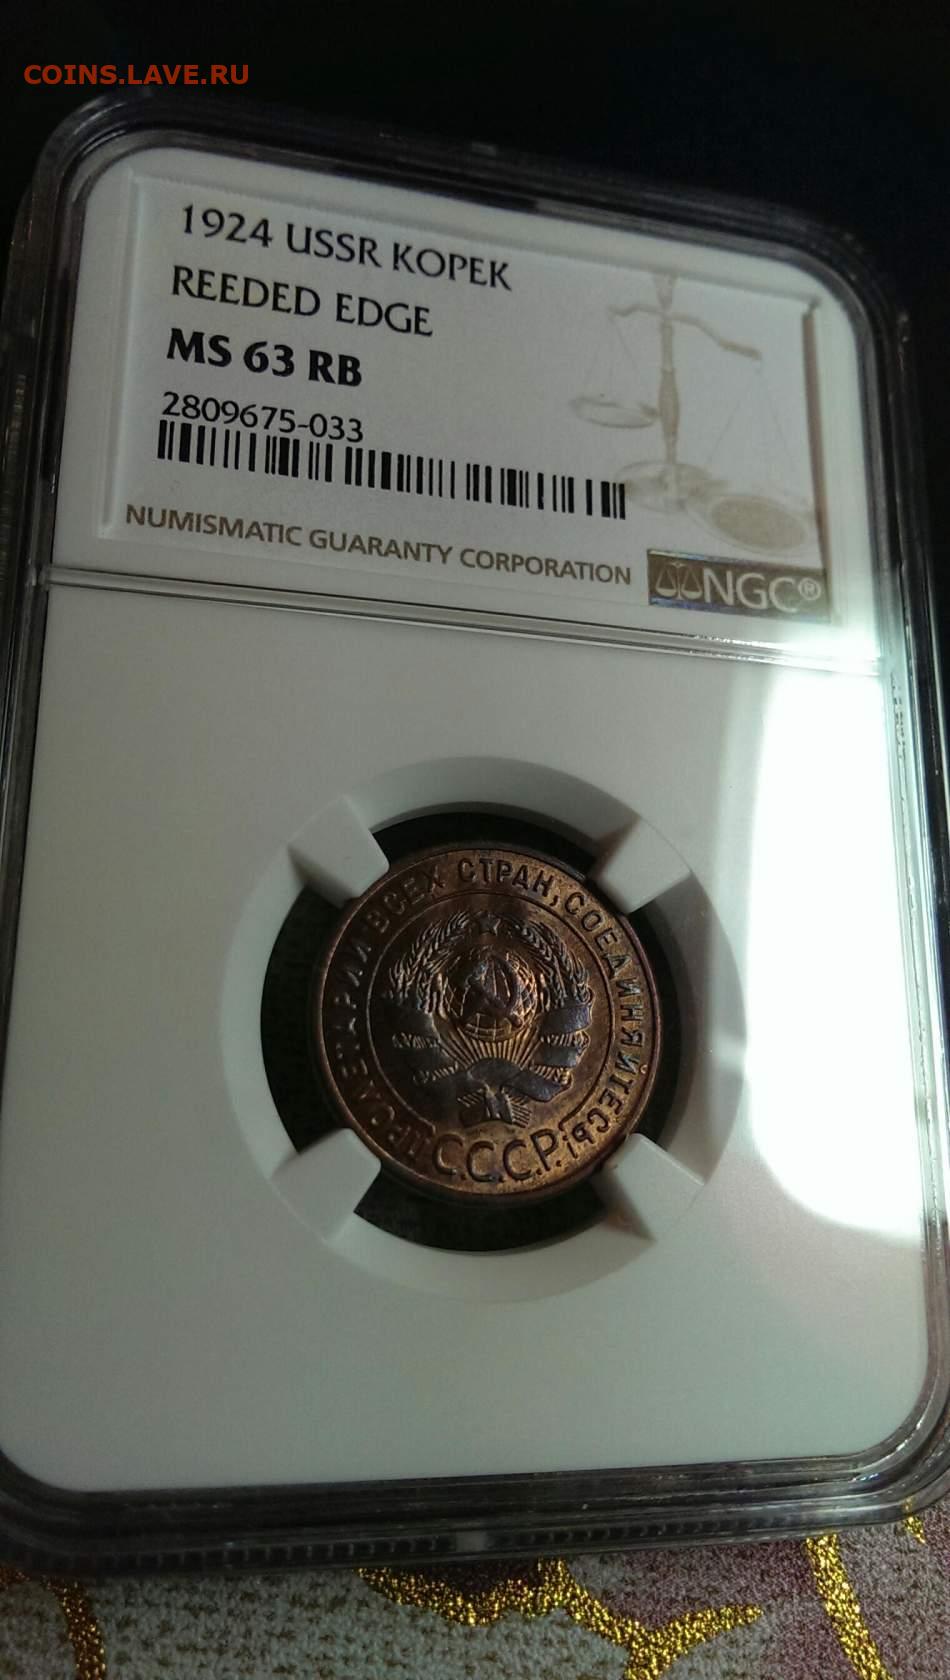 COINS.LAVE.RU
1924 USSR KOPEK
REEDED EDGE
MS 63 RB
2809675-033
NUMISMATIC GUARANTY CORPORATION
NGC®
ПРОЛЕТАРИИ ВСЕХ СТРАН, СОЕДИНЯЙТЕСЬ!
С.С.С.Р.